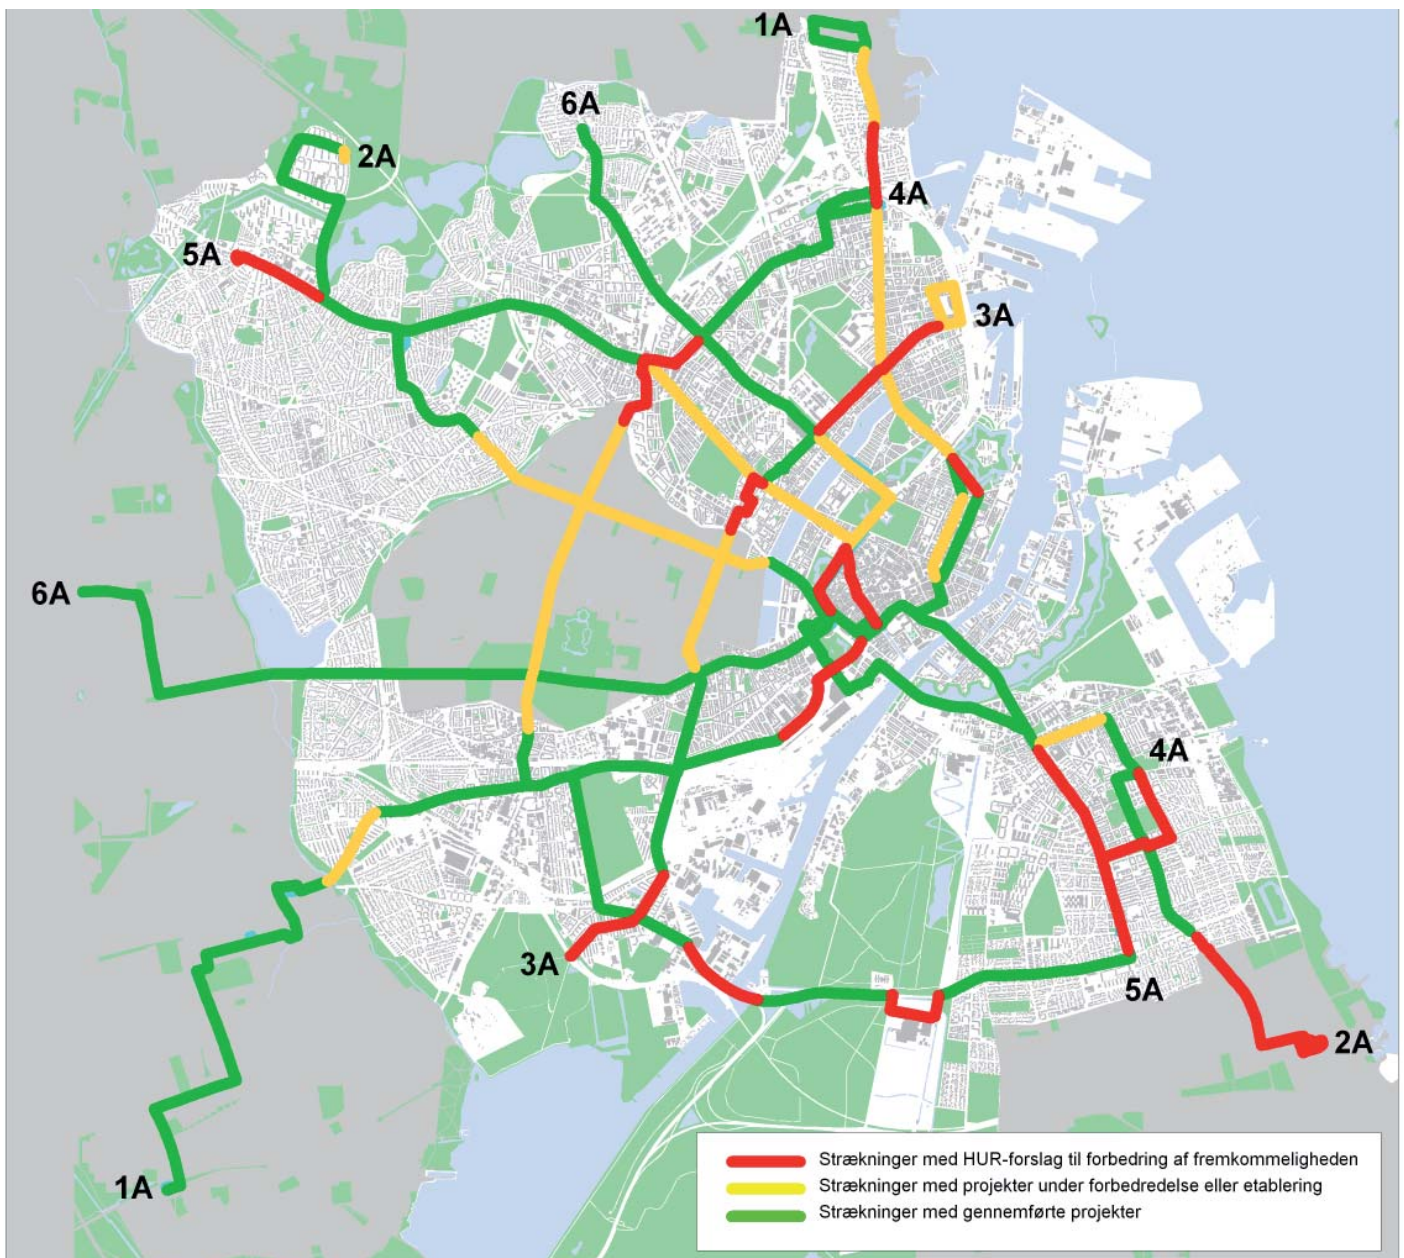 1A
6A
2A
4A
5A
3A
6A
4A
3A
5A
2A
1A
Strækninger med HUR-forslag til forbedring af fremkommeligheden
Strækninger med projekter under forbedredelse eller etablering
Strækninger med gennemførte projekter